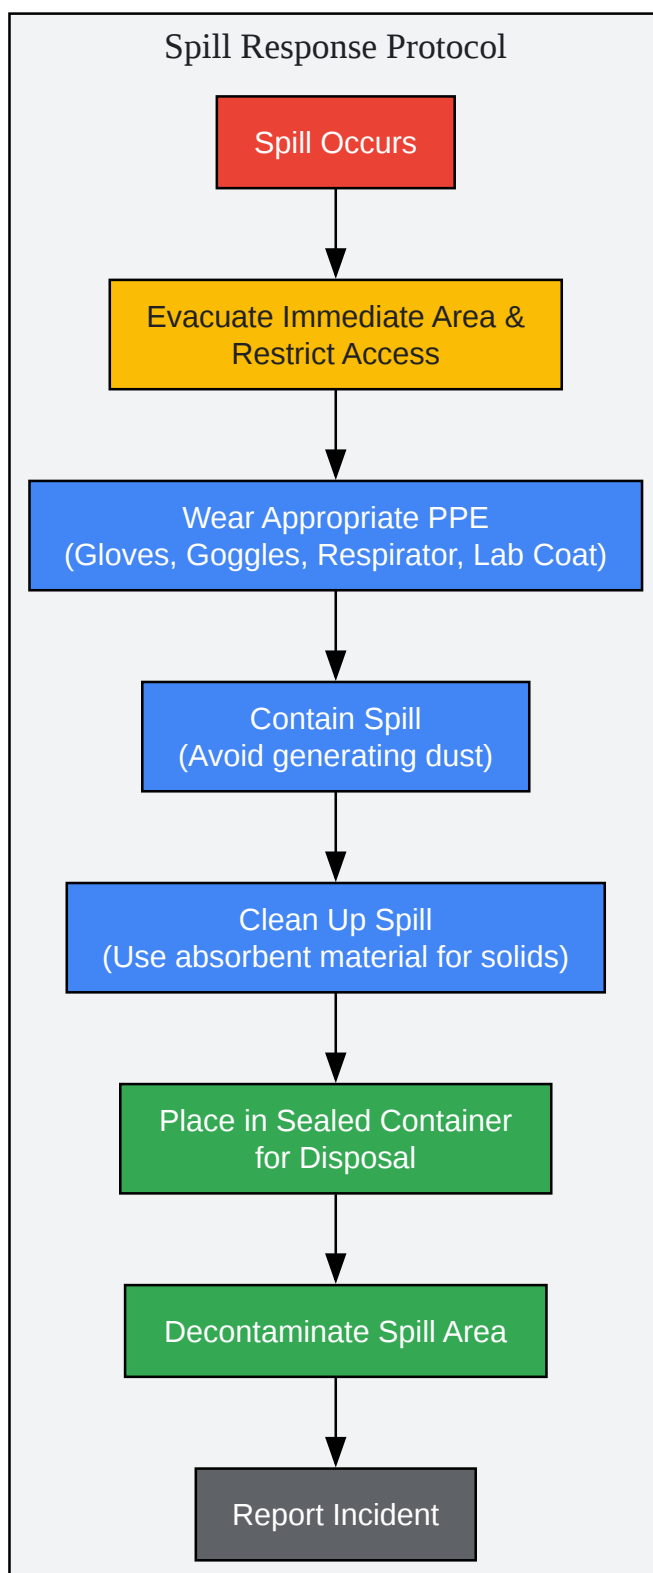 Spill Response Protocol
Spill Occurs
Evacuate Immediate Area &
Restrict Access
Wear Appropriate PPE
(Gloves, Goggles, Respirator, Lab Coat)
Contain Spill
(Avoid generating dust)
Clean Up Spill
(Use absorbent material for solids)
Place in Sealed Container
for Disposal
Decontaminate Spill Area
Report Incident